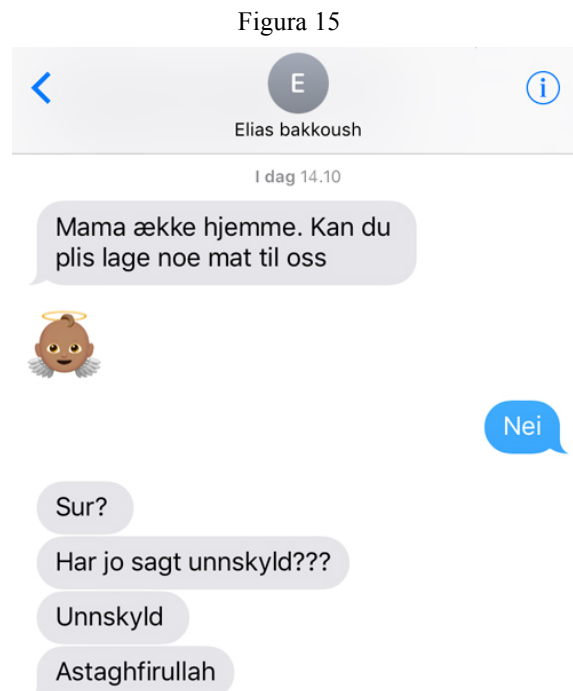 Figura 15
E
Elias bakkoush
I dag 14.10
Mama ække hjemme. Kan du
plis lage noe mat til oss
Nei
Sur?
Har jo sagt unnskyld???
Unnskyld
Astaghfirullah